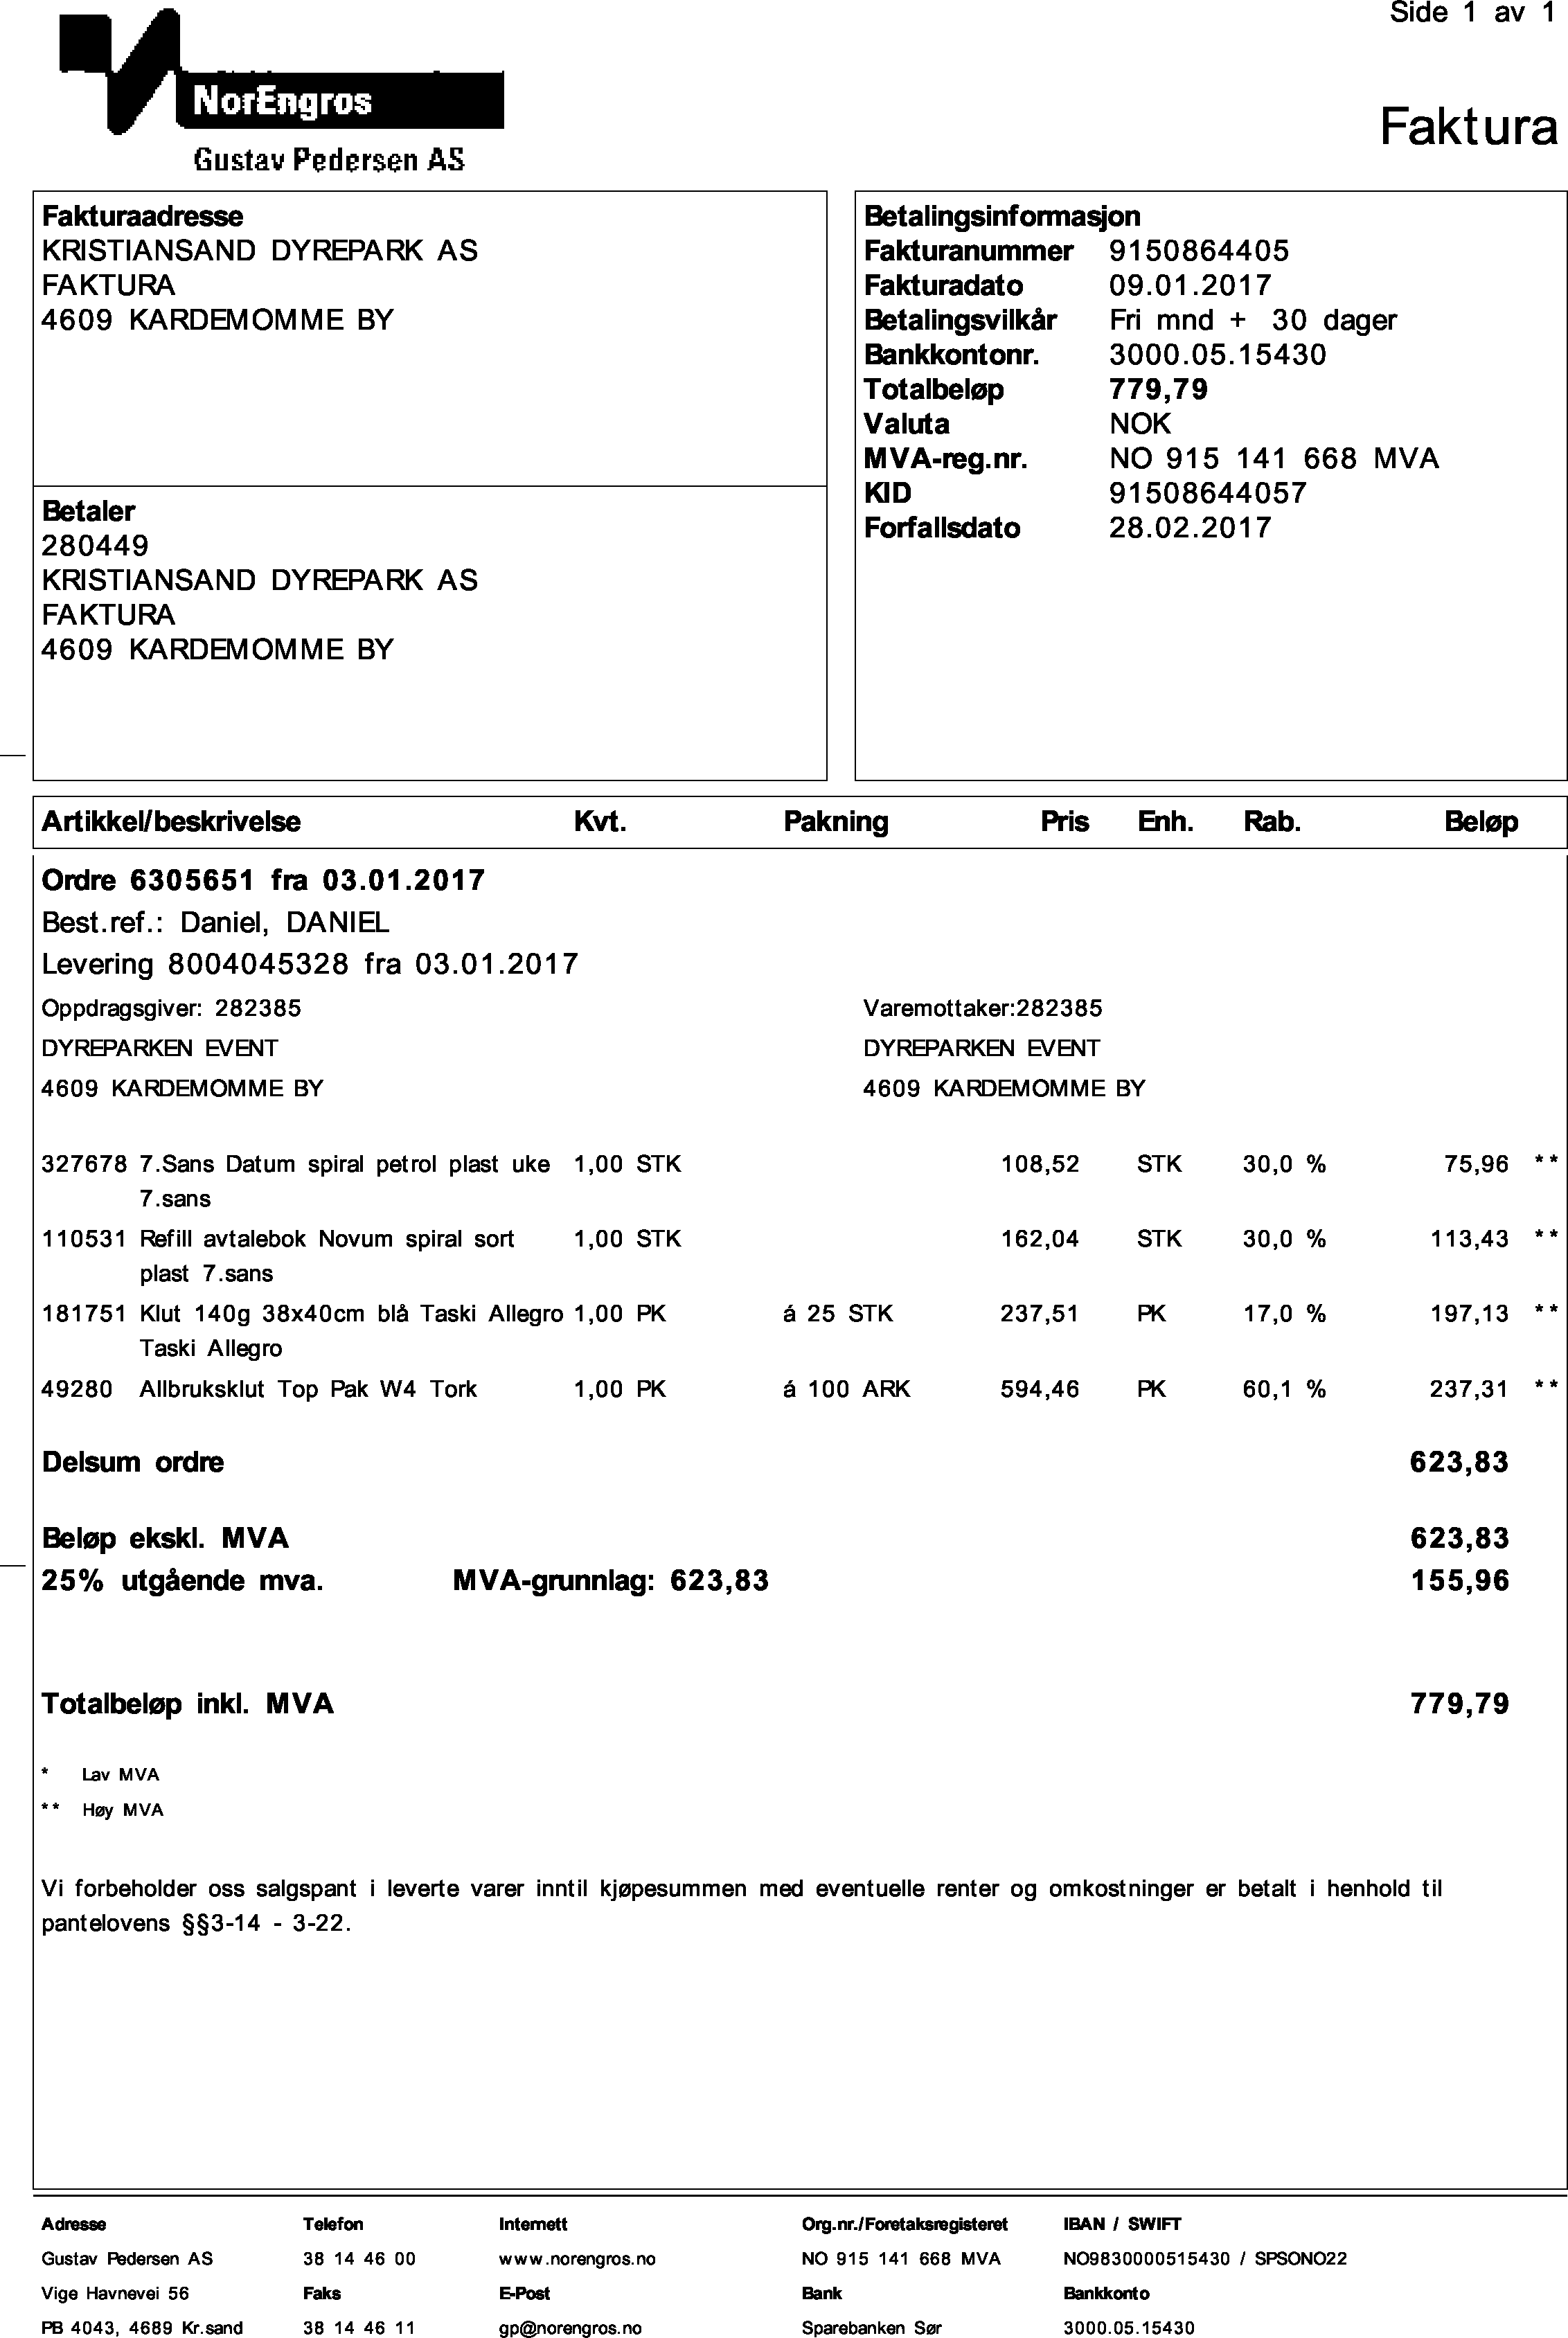 Side 1 av 1
NorEngros
Gustav Pedersen AS
Faktura
Fakturaadresse
KRISTIANSAND DYREPARK AS
FAKTURA
4609 KARDEMOMME BY
Betaler
280449
KRISTIANSAND DYREPARK AS
FAKTURA
4609 KARDEMOMME BY
Betalingsinformasjon
Fakturanummer 9150864405
Fakturadato 09.01.2017
Betalingsvilkår Fri mnd + 30 dager
Bankkontonr. 3000.05.15430
Totalbeløp 779,79
Valuta NOK
MVA-reg.nr. NO 915 141 668 MVA
KID 91508644057
Forfallsdato 28.02.2017
Artikkel/beskrivelse Kvt. Pakning Pris Enh. Rab. Beløp
Ordre 6305651 fra 03.01.2017
Best.ref.: Daniel, DANIEL
Levering 8004045328 fra 03.01.2017
Oppdragsgiver: 282385 Varemottaker:282385
DYREPARKEN EVENT DYREPARKEN EVENT
4609 KARDEMOMME BY 4609 KARDEMOMME BY
327678 7.Sans Datum spiral petrol plast uke 1,00 STK 108,52 STK 30,0 % 75,96 **
7.sans
110531 Refill avtalebok Novum spiral sort 1,00 STK 162,04 STK 30,0 % 113,43 **
plast 7.sans
181751 Klut 140g 38x40cm blå Taski Allegro 1,00 PK á 25 STK 237,51 PK 17,0 % 197,13 **
Taski Allegro
49280 Allbruksklut Top Pak W4 Tork 1,00 PK á 100 ARK 594,46 PK 60,1 % 237,31 **
Delsum ordre 623,83
Beløp ekskl. MVA 623,83
25% utgående mva. MVA-grunnlag: 623,83 155,96
Totalbeløp inkl. MVA 779,79
* Lav MVA
** Høy MVA
Vi forbeholder oss salgspant i leverte varer inntil kjøpesummen med eventuelle renter og omkostninger er betalt i henhold til
pantelovens §§3-14 - 3-22.
Adresse Telefon Internett Org.nr./Foretaksregisteret IBAN / SWIFT
Gustav Pedersen AS 38 14 46 00 www.norengros.no NO 915 141 668 MVA NO9830000515430 / SPSONO22
Vige Havnevei 56 Faks E-Post Bank Bankkonto
PB 4043, 4689 Kr.sand 38 14 46 11 gp@norengros.no Sparebanken Sør 3000.05.15430